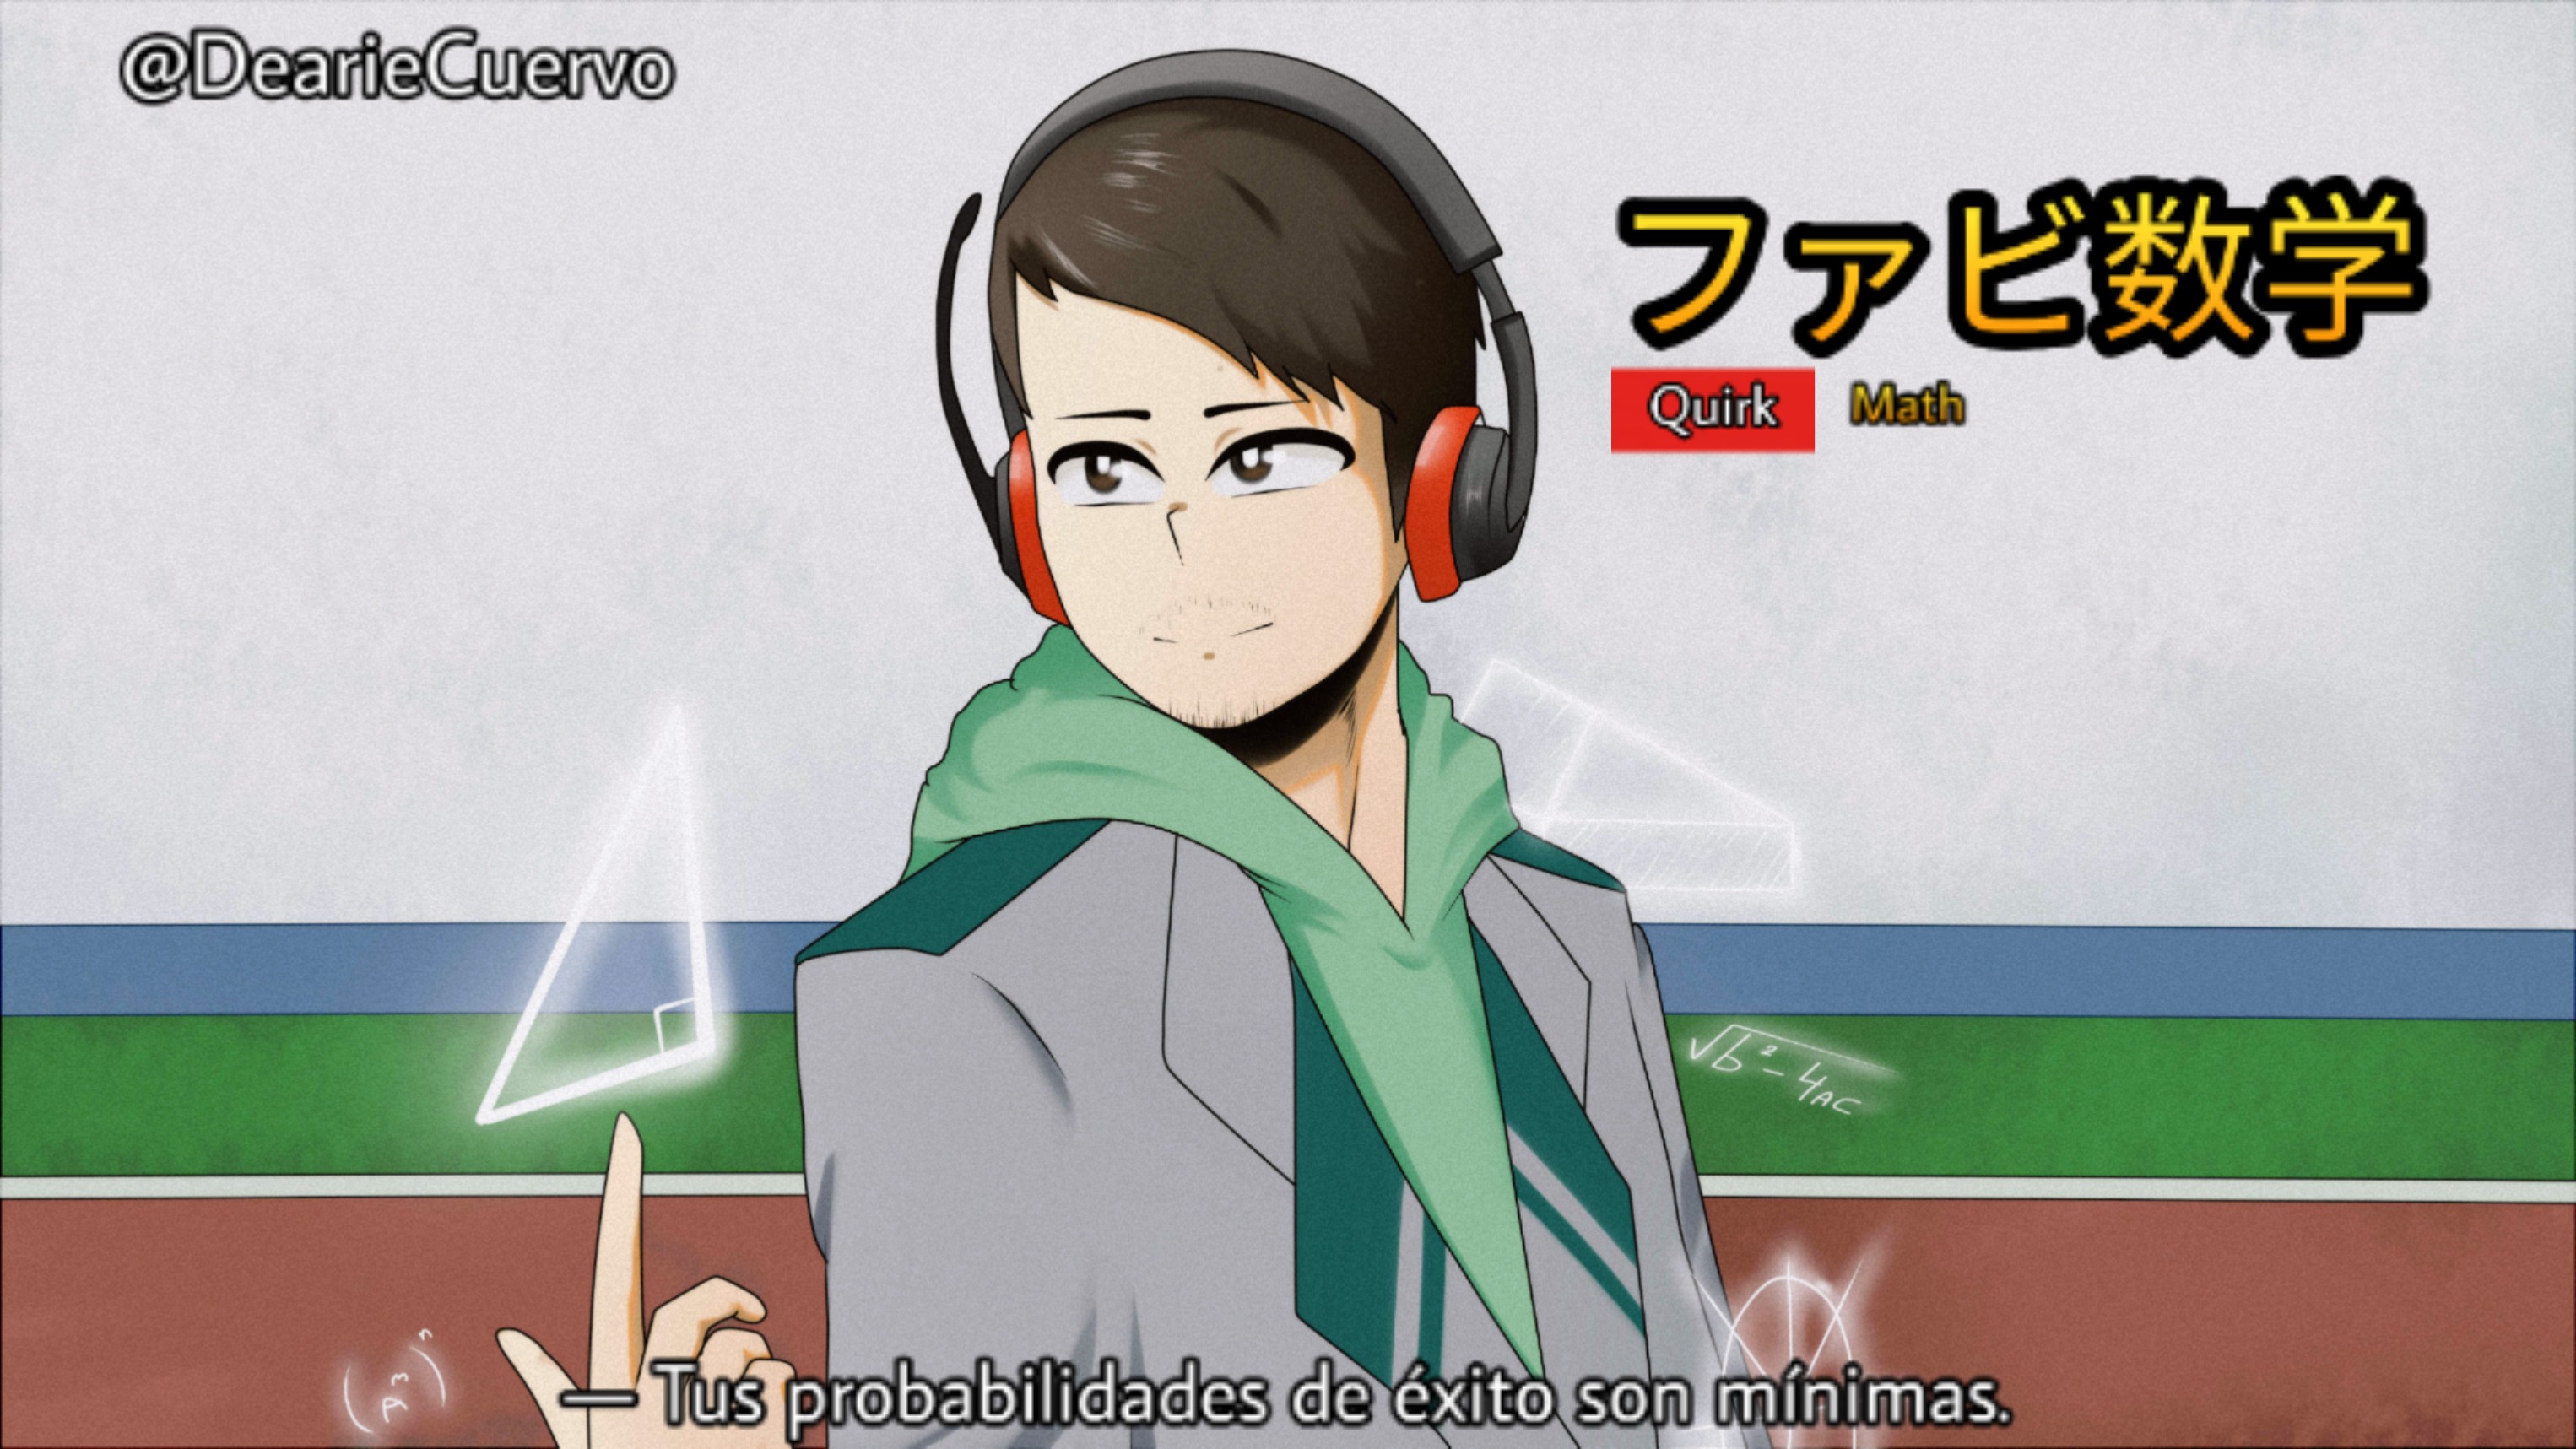 @DearieCuervo
ファビ数学
Quirk Math
√b²-4AC
(A^m)^n
— Tus probabilidades de éxito son mínimas.